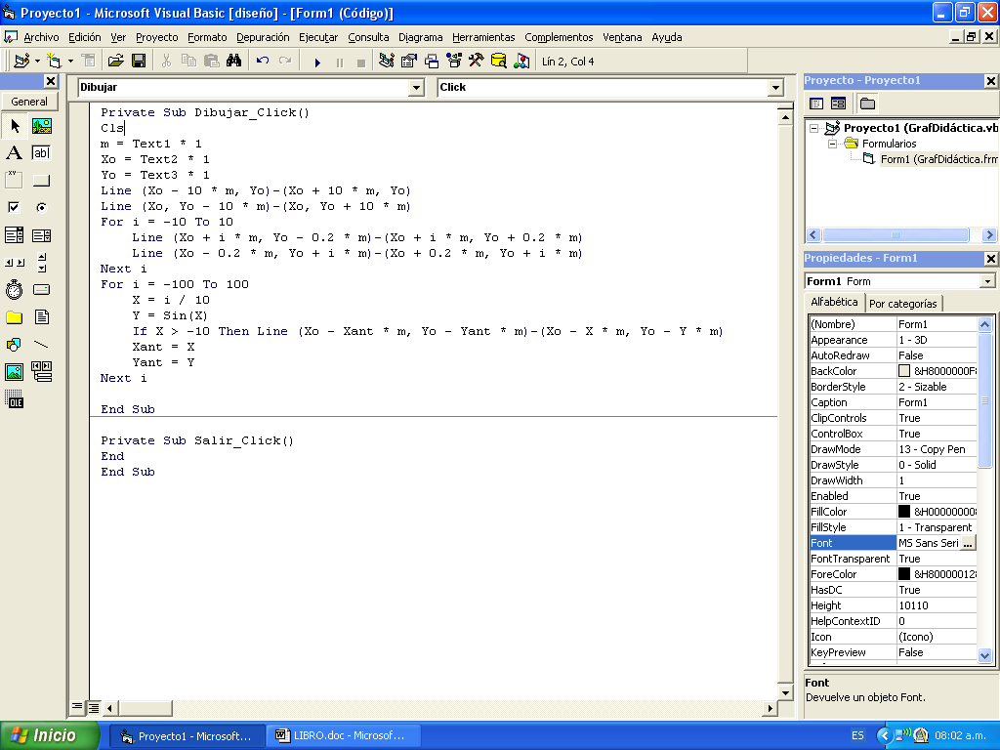 Proyecto1 - Microsoft Visual Basic [diseño] - [Form1 (Código)]
Archivo Edición Ver Proyecto Formato Depuración Ejecutar Consulta Diagrama Herramientas Complementos Ventana Ayuda
Lín 2, Col 4
General
A
ab|
xy
OLE
Dibujar
Click
Private Sub Dibujar_Click()
Cls
m = Text1 * 1
Xo = Text2 * 1
Yo = Text3 * 1
Line (Xo - 10 * m, Yo)-(Xo + 10 * m, Yo)
Line (Xo, Yo - 10 * m)-(Xo, Yo + 10 * m)
For i = -10 To 10
    Line (Xo + i * m, Yo - 0.2 * m)-(Xo + i * m, Yo + 0.2 * m)
    Line (Xo - 0.2 * m, Yo + i * m)-(Xo + 0.2 * m, Yo + i * m)
Next i
For i = -100 To 100
    X = i / 10
    Y = Sin(X)
    If X > -10 Then Line (Xo - Xant * m, Yo - Yant * m)-(Xo - X * m, Yo - Y * m)
    Xant = X
    Yant = Y
Next i
End Sub
Private Sub Salir_Click()
End
End Sub
Proyecto - Proyecto1
Proyecto1 (GrafDidáctica.vb
Formularios
Form1 (GrafDidáctica.frm
Propiedades - Form1
Form1 Form
Alfabética Por categorías
(Nombre) Form1
Appearance 1 - 3D
AutoRedraw False
BackColor &H8000000F&
BorderStyle 2 - Sizable
Caption Form1
ClipControls True
ControlBox True
DrawMode 13 - Copy Pen
DrawStyle 0 - Solid
DrawWidth 1
Enabled True
FillColor &H00000000&
FillStyle 1 - Transparent
Font MS Sans Seri ...
FontTransparent True
ForeColor &H80000012&
HasDC True
Height 10110
HelpContextID 0
Icon (Icono)
KeyPreview False
Font
Devuelve un objeto Font.
Inicio
Proyecto1 - Microsoft...
LIBRO.doc - Microsof...
ES
08:02 a.m.